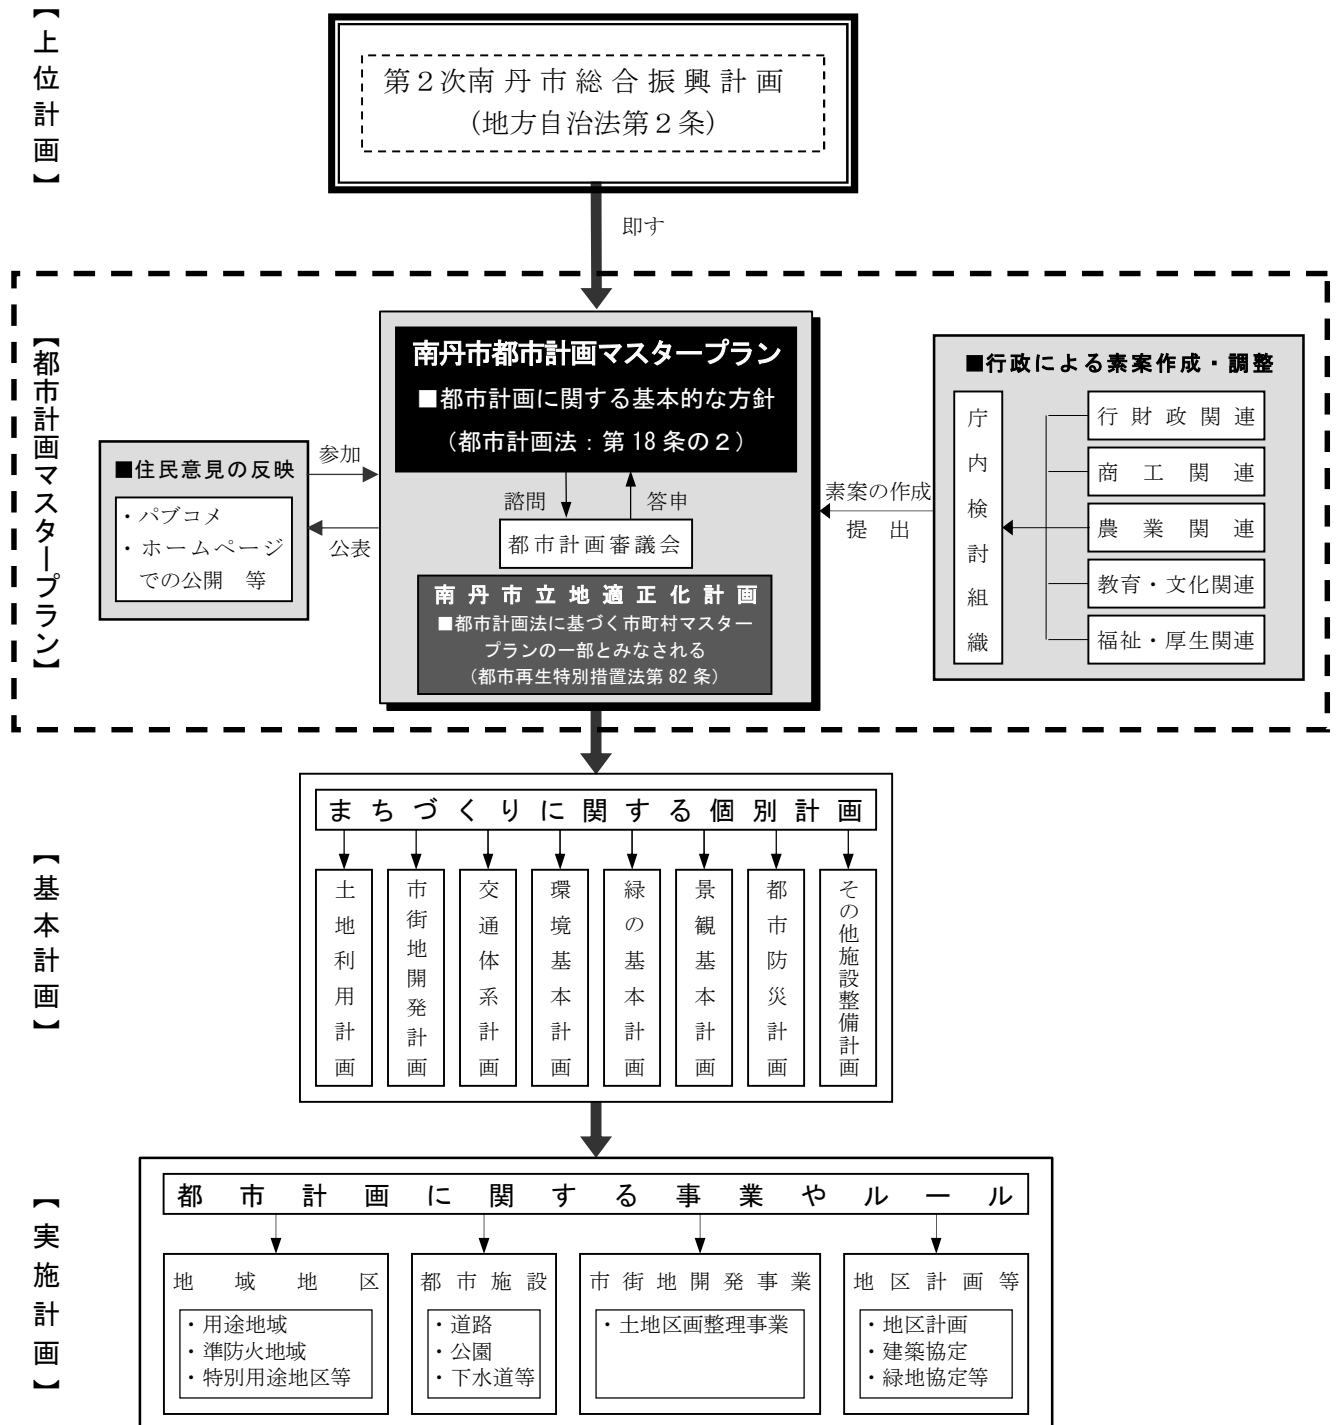 【上位計画】
第２次南丹市総合振興計画
(地方自治法第２条)
即す
【都市計画マスタープラン】
南丹市都市計画マスタープラン
■都市計画に関する基本的な方針
（都市計画法：第18条の２）
諮問
答申
都市計画審議会
南丹市立地適正化計画
■都市計画法に基づく市町村マスター
プランの一部とみなされる
（都市再生特別措置法第82条）
■住民意見の反映
・パブコメ
・ホームページ
での公開　等
参加
公表
素案の作成
提　出
■行政による素案作成・調整
庁内検討組織
行財政関連
商工関連
農業関連
教育・文化関連
福祉・厚生関連
【基本計画】
まちづくりに関する個別計画
土地利用計画
市街地開発計画
交通体系計画
環境基本計画
緑の基本計画
景観基本計画
都市防災計画
その他施設整備計画
【実施計画】
都市計画に関する事業やルール
地域地区
・用途地域
・準防火地域
・特別用途地区等
都市施設
・道路
・公園
・下水道等
市街地開発事業
・土地区画整理事業
地区計画等
・地区計画
・建築協定
・緑地協定等